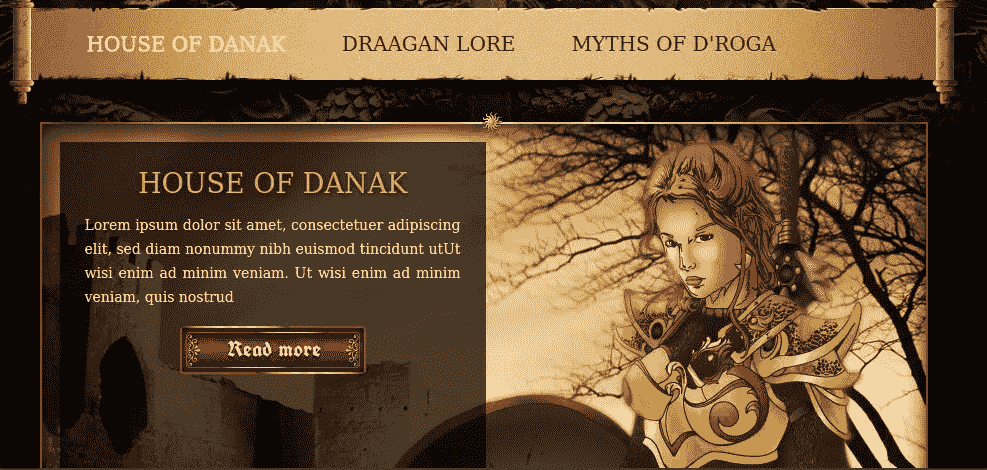 HOUSE OF DANAK DRAAGAN LORE MYTHS OF D'ROGA
HOUSE OF DANAK
Lorem ipsum dolor sit amet, consectetuer adipiscing
elit, sed diam nonummy nibh euismod tincidunt utUt
wisi enim ad minim veniam. Ut wisi enim ad minim
veniam, quis nostrud
Read more